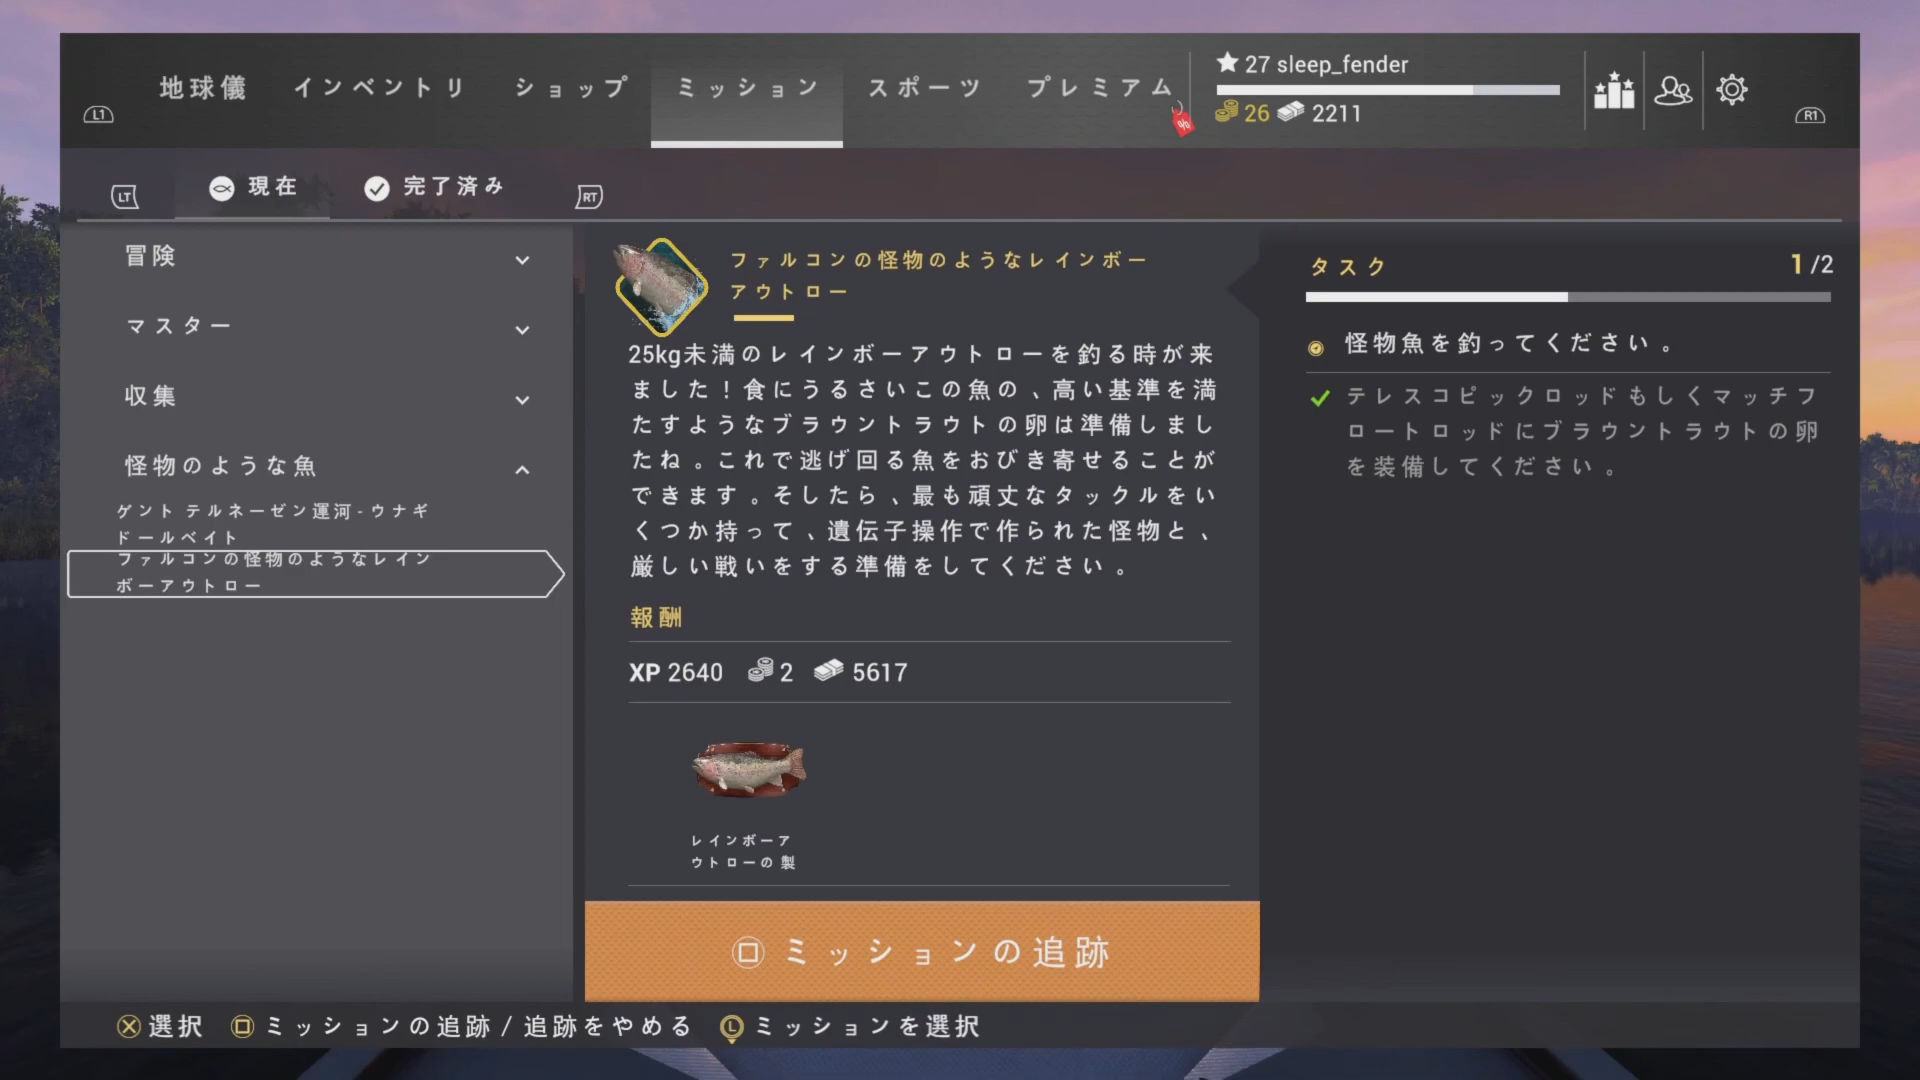 L1
地球儀 インベントリ ショップ ミッション スポーツ プレミアム
%
27 sleep_fender
26 2211
R1
LT 現在 完了済み RT
冒険
マスター
収集
怪物のような魚
ゲント テルネーゼン運河-ウナギ
ドールベイト
ファルコンの怪物のようなレイン
ボーアウトロー
ファルコンの怪物のようなレインボー
アウトロー
25kg未満のレインボーアウトローを釣る時が来
ました！食にうるさいこの魚の、高い基準を満
たすようなブラウントラウトの卵は準備しまし
たね。これで逃げ回る魚をおびき寄せることが
できます。そしたら、最も頑丈なタックルをい
くつか持って、遺伝子操作で作られた怪物と、
厳しい戦いをする準備をしてください。
報酬
XP 2640 2 5617
レインボーア
ウトローの 製
ミッションの追跡
タスク 1/2
怪物魚を釣ってください。
テレスコピックロッドもしくマッチフ
ロートロッドにブラウントラウトの卵
を装備してください。
選択 ミッションの追跡/追跡をやめる L ミッションを選択